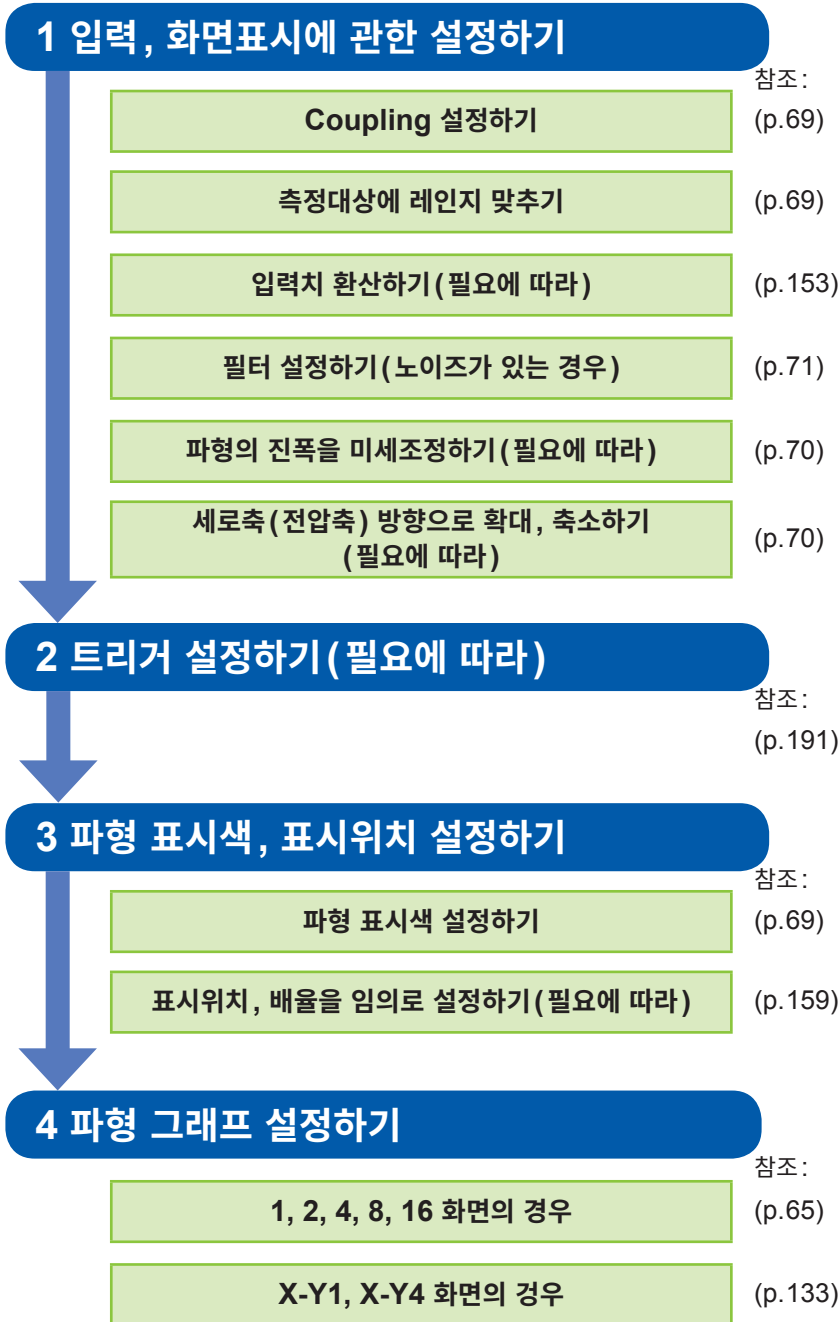 1 입력, 화면표시에 관한 설정하기
참조:
Coupling 설정하기 (p.69)
측정대상에 레인지 맞추기 (p.69)
입력치 환산하기(필요에 따라) (p.153)
필터 설정하기(노이즈가 있는 경우) (p.71)
파형의 진폭을 미세조정하기(필요에 따라) (p.70)
세로축(전압축) 방향으로 확대, 축소하기
(필요에 따라) (p.70)
2 트리거 설정하기(필요에 따라)
참조:
(p.191)
3 파형 표시색, 표시위치 설정하기
참조:
파형 표시색 설정하기 (p.69)
표시위치, 배율을 임의로 설정하기(필요에 따라) (p.159)
4 파형 그래프 설정하기
참조:
1, 2, 4, 8, 16 화면의 경우 (p.65)
X-Y1, X-Y4 화면의 겅우 (p.133)